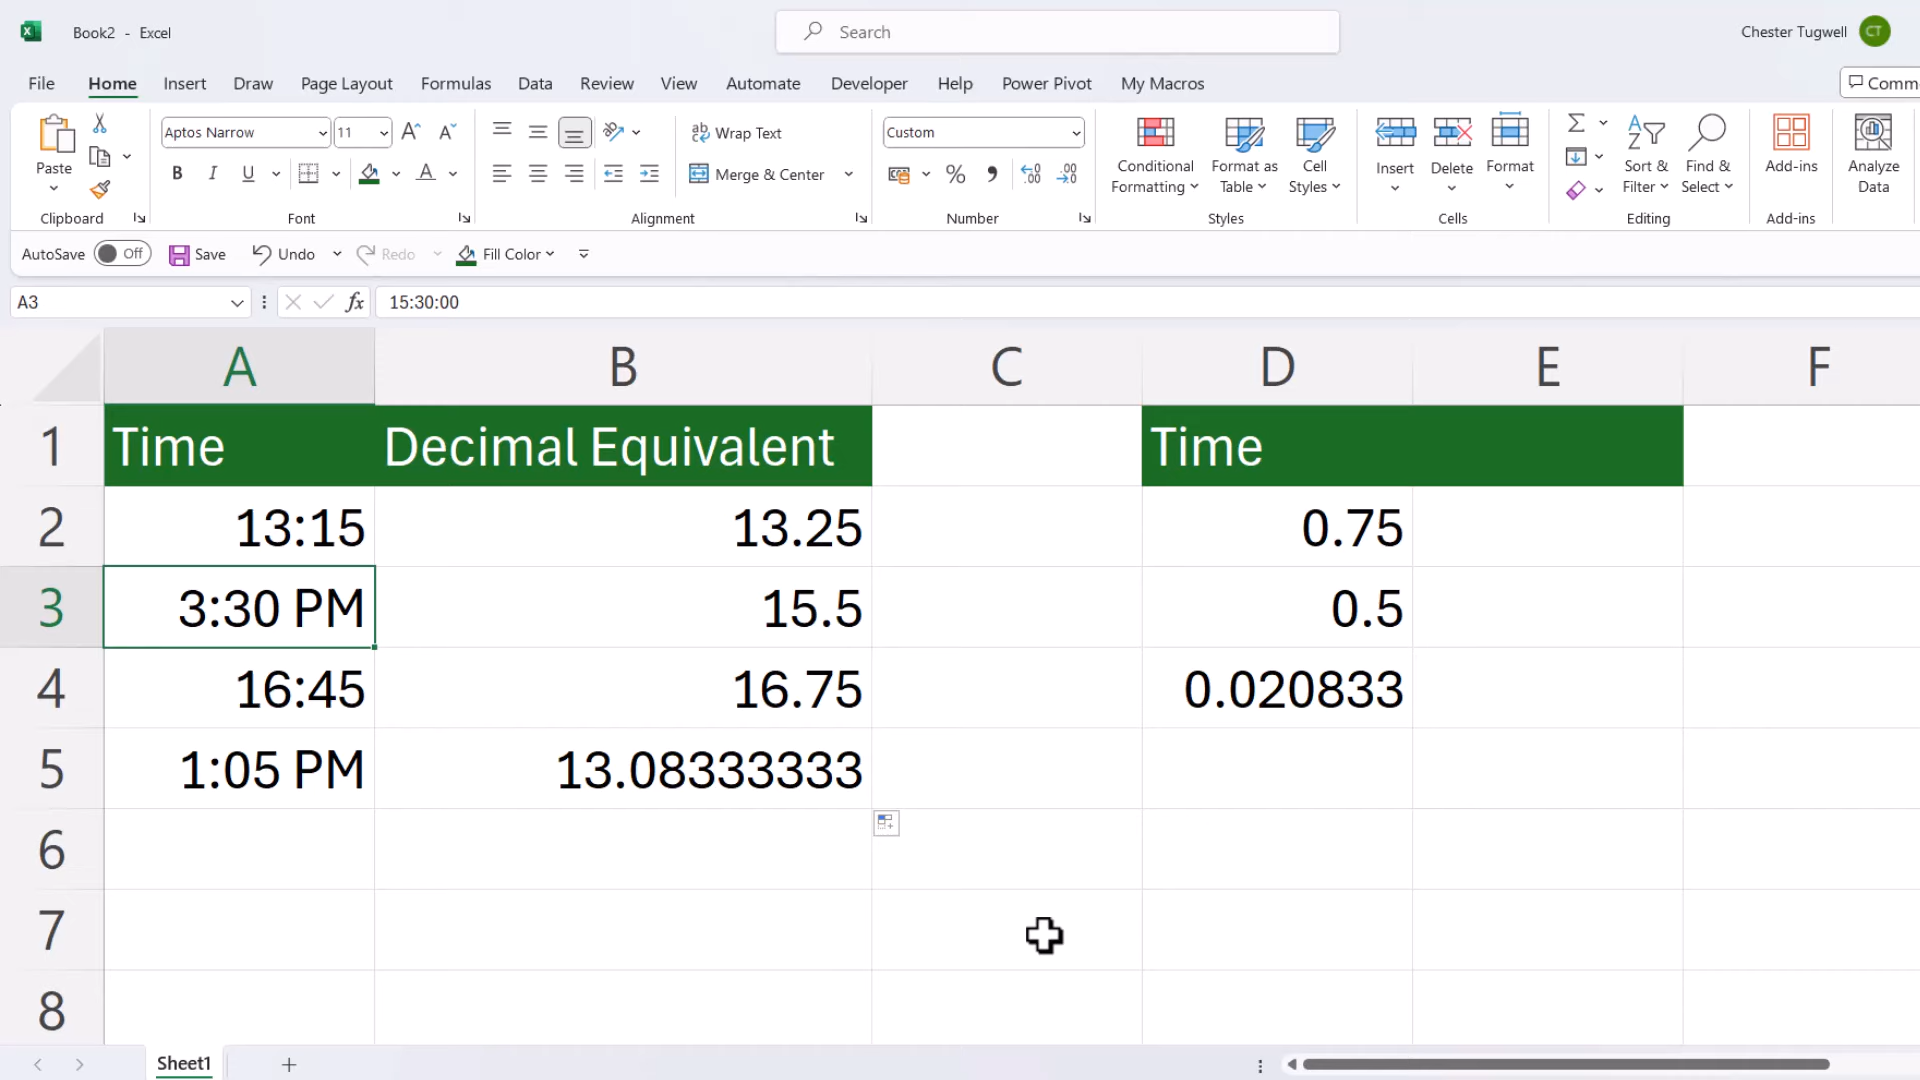 Book2 - Excel
Search
Chester Tugwell
CT
File Home Insert Draw Page Layout Formulas Data Review View Automate Developer Help Power Pivot My Macros
Comm
Paste
Clipboard
Aptos Narrow 11
B I U
Font
Wrap Text
Merge & Center
Alignment
Custom
Number
Conditional Formatting
Format as Table
Cell Styles
Styles
Insert
Delete
Format
Cells
Sort & Filter
Find & Select
Editing
Add-ins
Add-ins
Analyze Data
AutoSave Off Save Undo Redo Fill Color
A3 fx 15:30:00
A B C D E F
1 Time Decimal Equivalent Time
2 13:15 13.25 0.75
3 3:30 PM 15.5 0.5
4 16:45 16.75 0.020833
5 1:05 PM 13.08333333
6
7
8
Sheet1